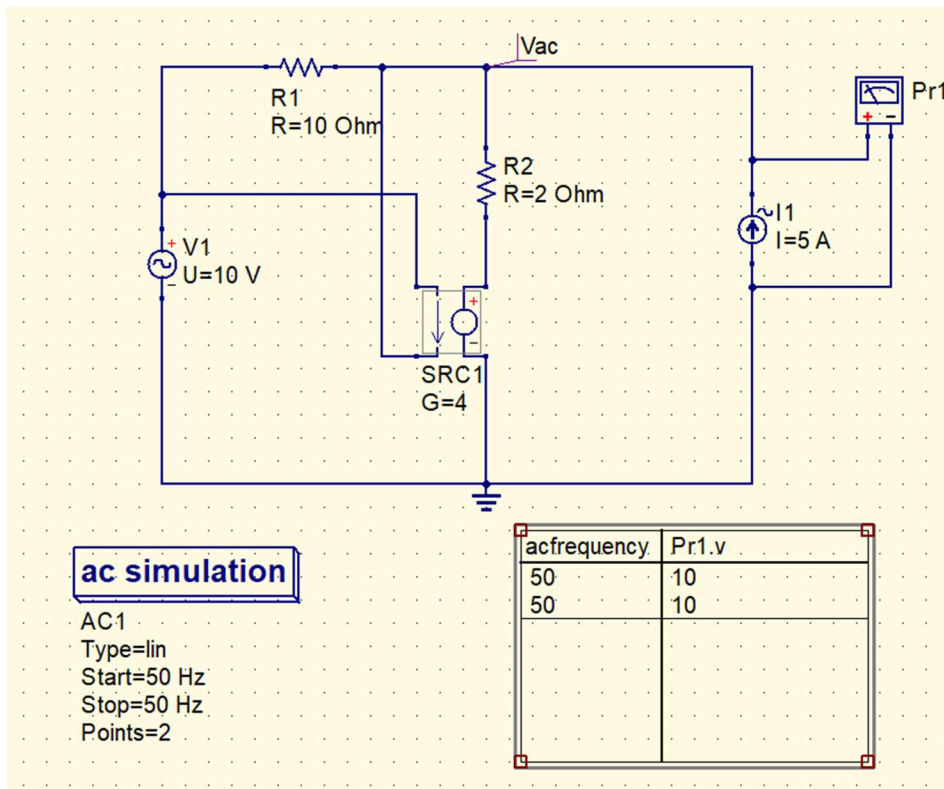 Vac
Pr1
R1
R=10 Ohm
R2
R=2 Ohm
I1
I=5 A
+
-
V1
U=10 V
+
-
+
-
SRC1
G=4
ac simulation
AC1
Type=lin
Start=50 Hz
Stop=50 Hz
Points=2
acfrequency Pr1.v
50 10
50 10